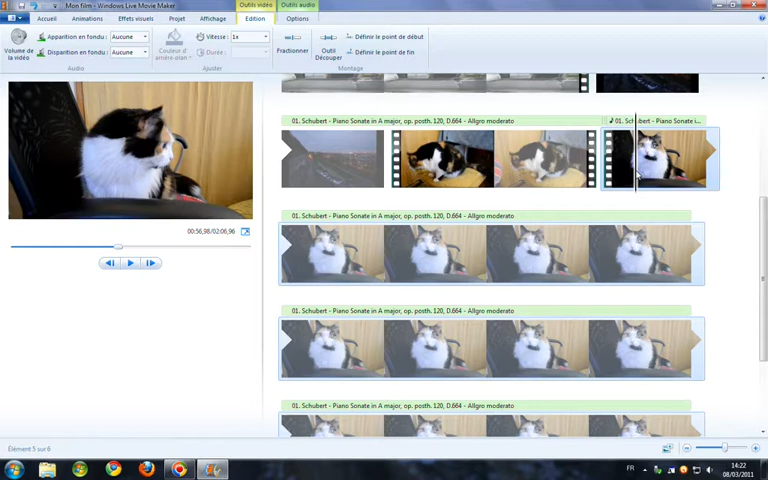 Mon film - Windows Live Movie Maker
Outils vidéo
Outils audio
Accueil
Animations
Effets visuels
Projet
Affichage
Edition
Options
Volume de la vidéo
Apparition en fondu : Aucune
Disparition en fondu : Aucune
Audio
Couleur d'arrière-plan
Vitesse : 1x
Durée :
Ajuster
Fractionner
Outil Découper
Définir le point de début
Définir le point de fin
Montage
00:56,98/02:06,96
01. Schubert - Piano Sonate in A major, op. posth. 120, D.664 - Allgro moderato
01. Schubert - Piano Sonate i...
01. Schubert - Piano Sonate in A major, op. posth. 120, D.664 - Allgro moderato
01. Schubert - Piano Sonate in A major, op. posth. 120, D.664 - Allgro moderato
01. Schubert - Piano Sonate in A major, op. posth. 120, D.664 - Allgro moderato
Élément 5 sur 6
FR
14:22
08/03/2011